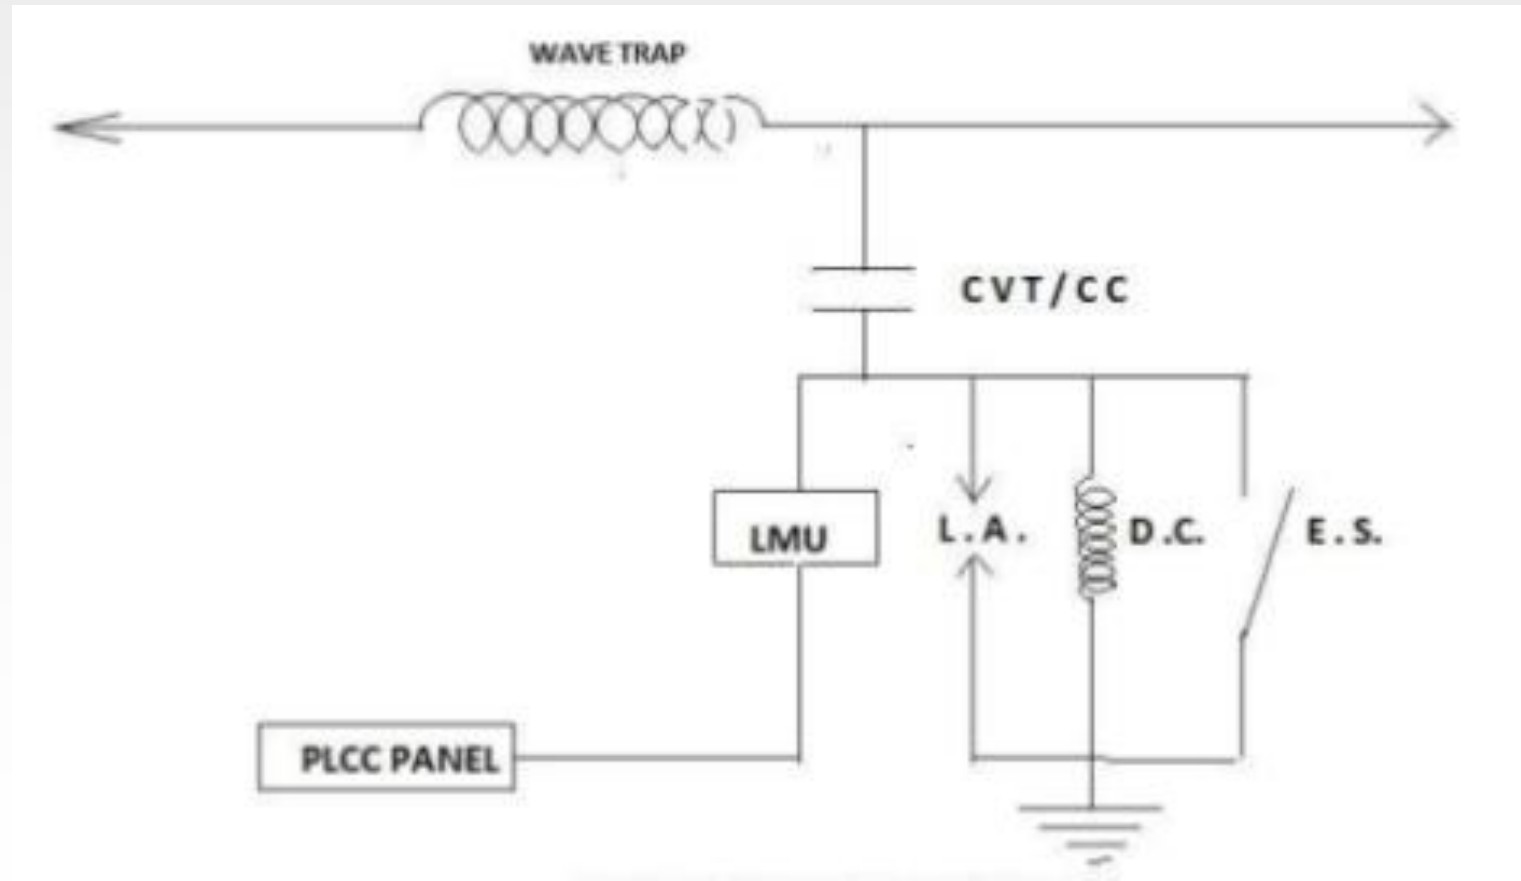 WAVE TRAP
CVT/CC
LMU
L.A.
D.C.
E.S.
PLCC PANEL